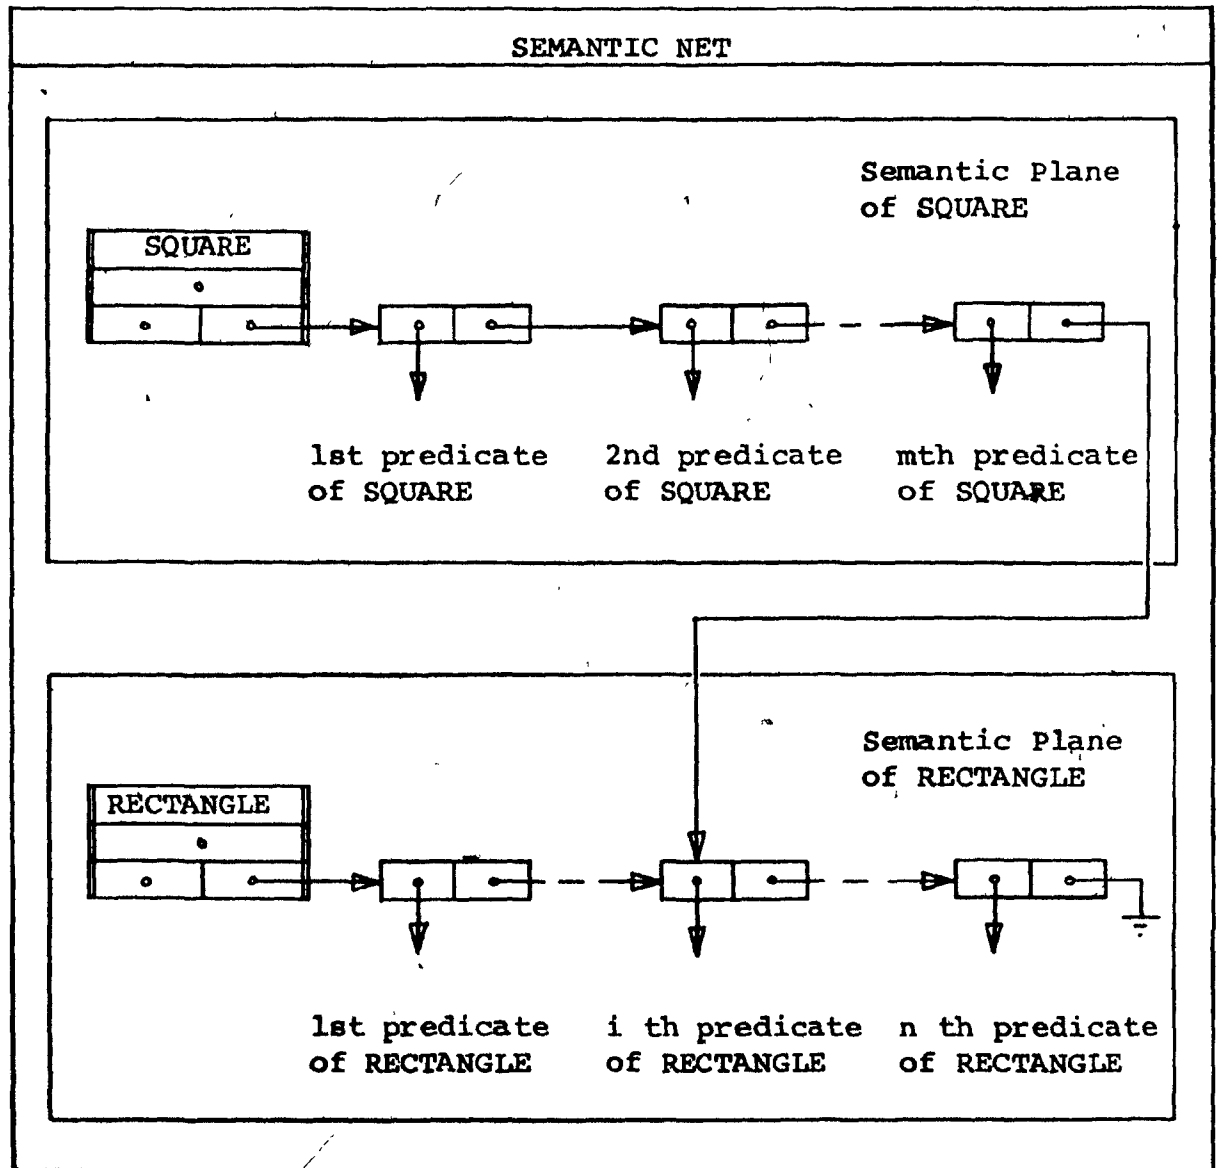 SEMANTIC NET
Semantic Plane
of SQUARE
SQUARE
1st predicate
of SQUARE
2nd predicate
of SQUARE
mth predicate
of SQUARE
Semantic Plane
of RECTANGLE
RECTANGLE
1st predicate
of RECTANGLE
i th predicate
of RECTANGLE
n th predicate
of RECTANGLE